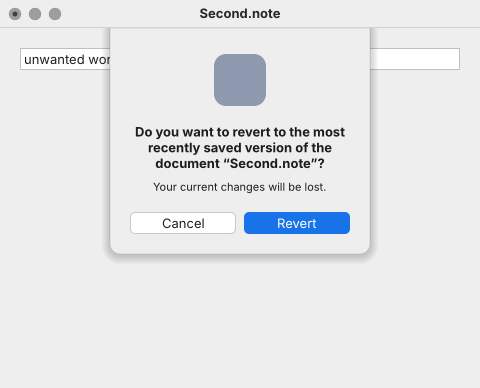 Second.note
unwanted
Do you want to revert to the most
recently saved version of the
document “Second.note”?
Your current changes will be lost.
Cancel
Revert